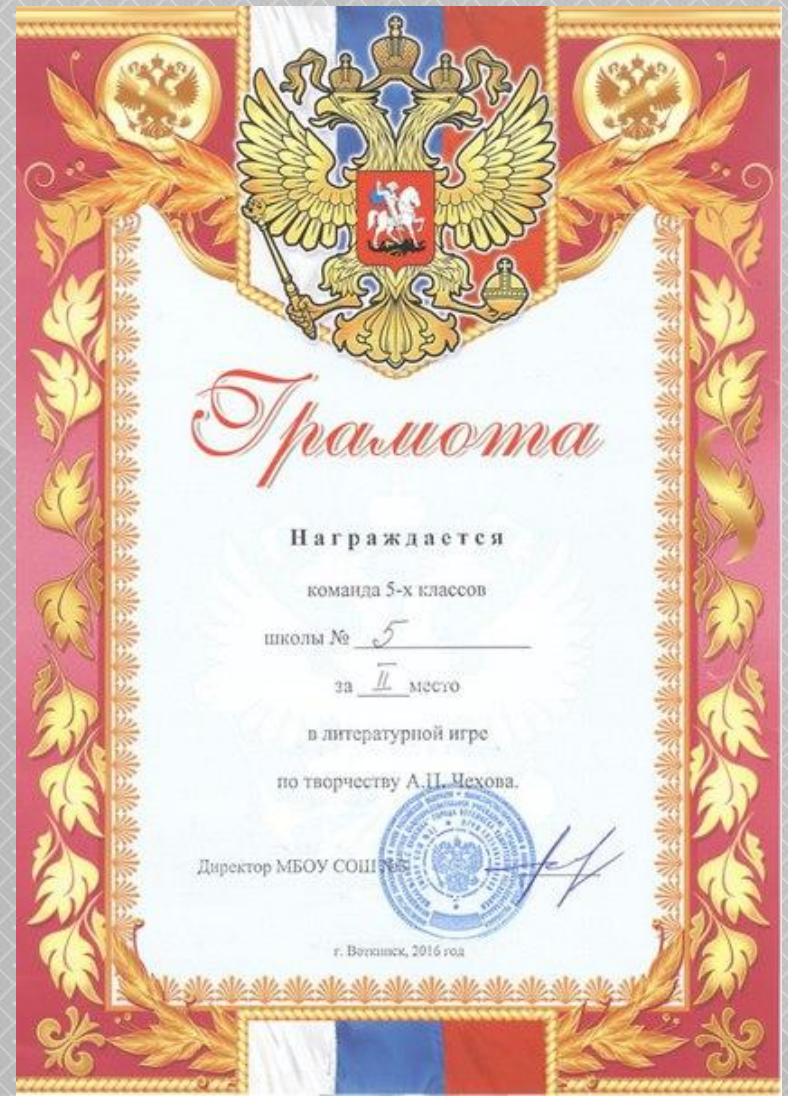 Грамота
Награждается
команда 5-х классов
школы № 5
за II место
в литературной игре
по творчеству А.П. Чехова.
Директор МБОУ СОШ
г. Воткинск, 2016 год